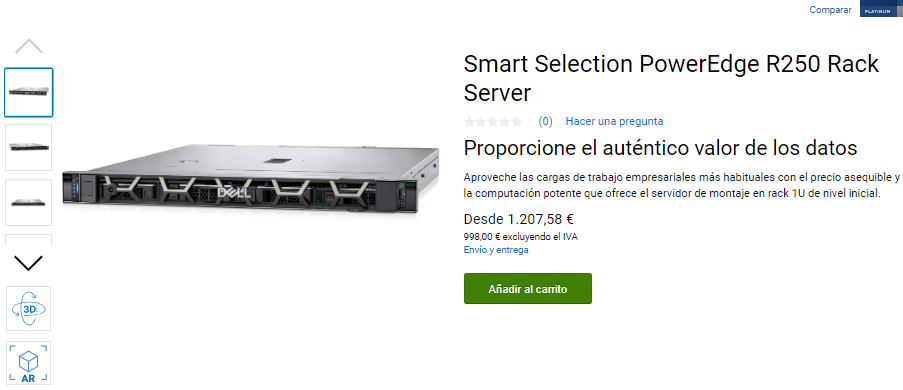 Comparar
PLATINUM
Smart Selection PowerEdge R250 Rack
Server
(0) Hacer una pregunta
Proporcione el auténtico valor de los datos
Aproveche las cargas de trabajo empresariales más habituales con el precio asequible y
la computación potente que ofrece el servidor de montaje en rack 1U de nivel inicial.
Desde 1.207,58 €
998,00 € excluyendo el IVA
Envío y entrega
Añadir al carrito
DELL
3D
AR